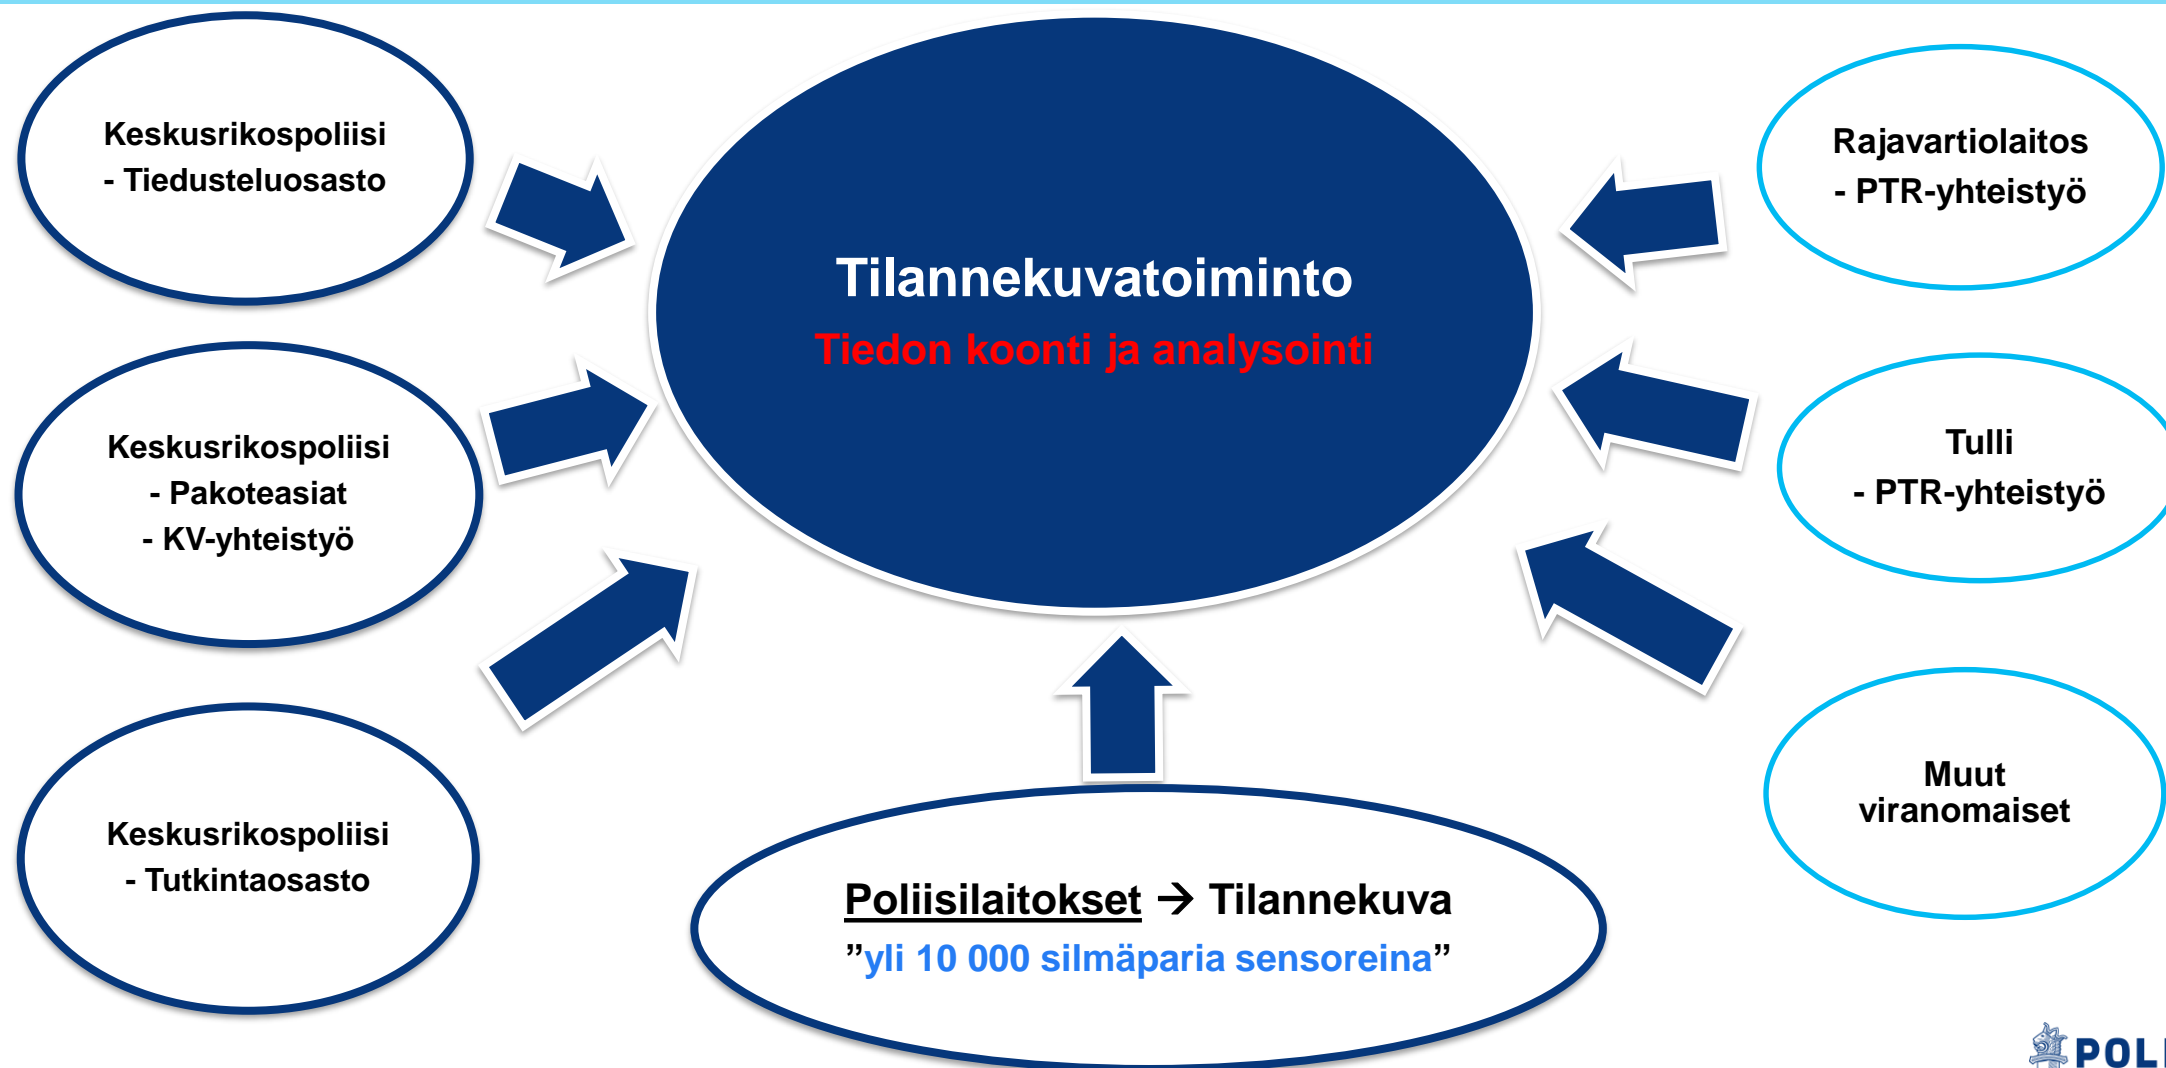 Keskusrikospoliisi
- Tiedusteluosasto
Keskusrikospoliisi
- Pakoteasiat
- KV-yhteistyö
Keskusrikospoliisi
- Tutkintaosasto
Tilannekuvatoiminto
Tiedon koonti ja analysointi
Poliisilaitokset → Tilannekuva
”yli 10 000 silmäparia sensoreina”
Rajavartiolaitos
- PTR-yhteistyö
Tulli
- PTR-yhteistyö
Muut
viranomaiset